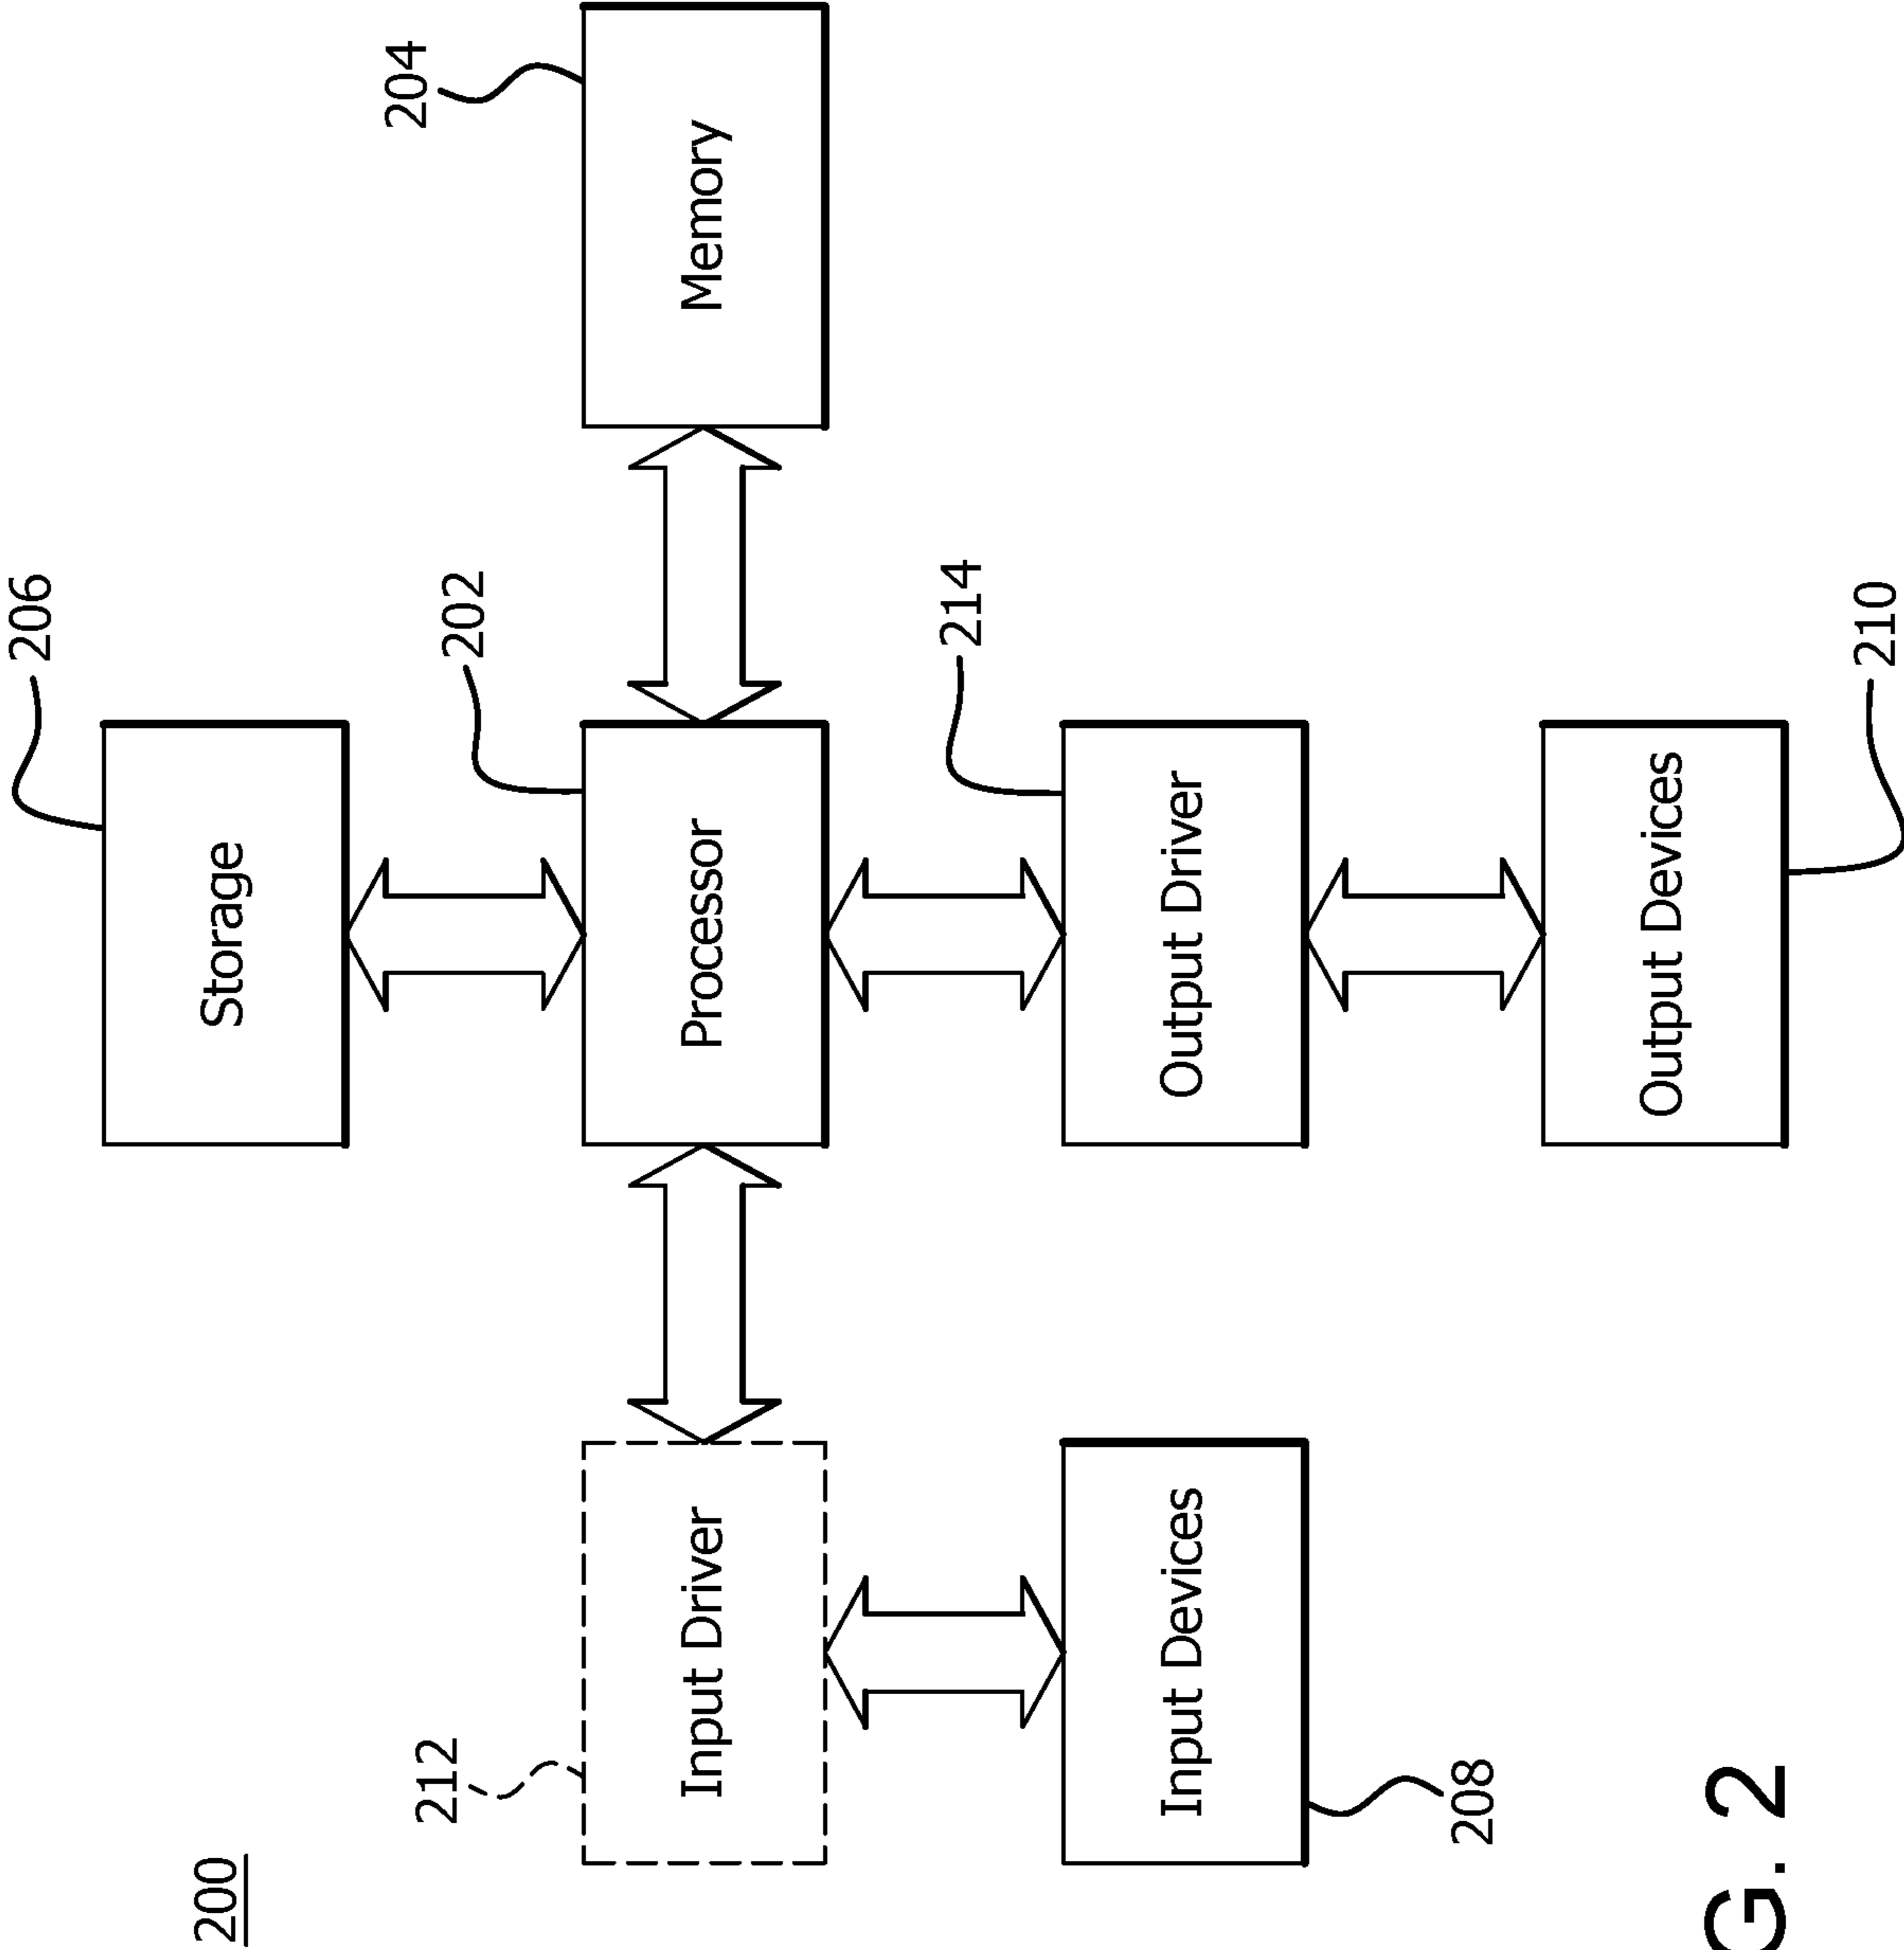 206
200
Storage
204
212
202
Input Driver
Processor
Memory
214
Input Devices
Output Driver
208
Output Devices
G. 2
210